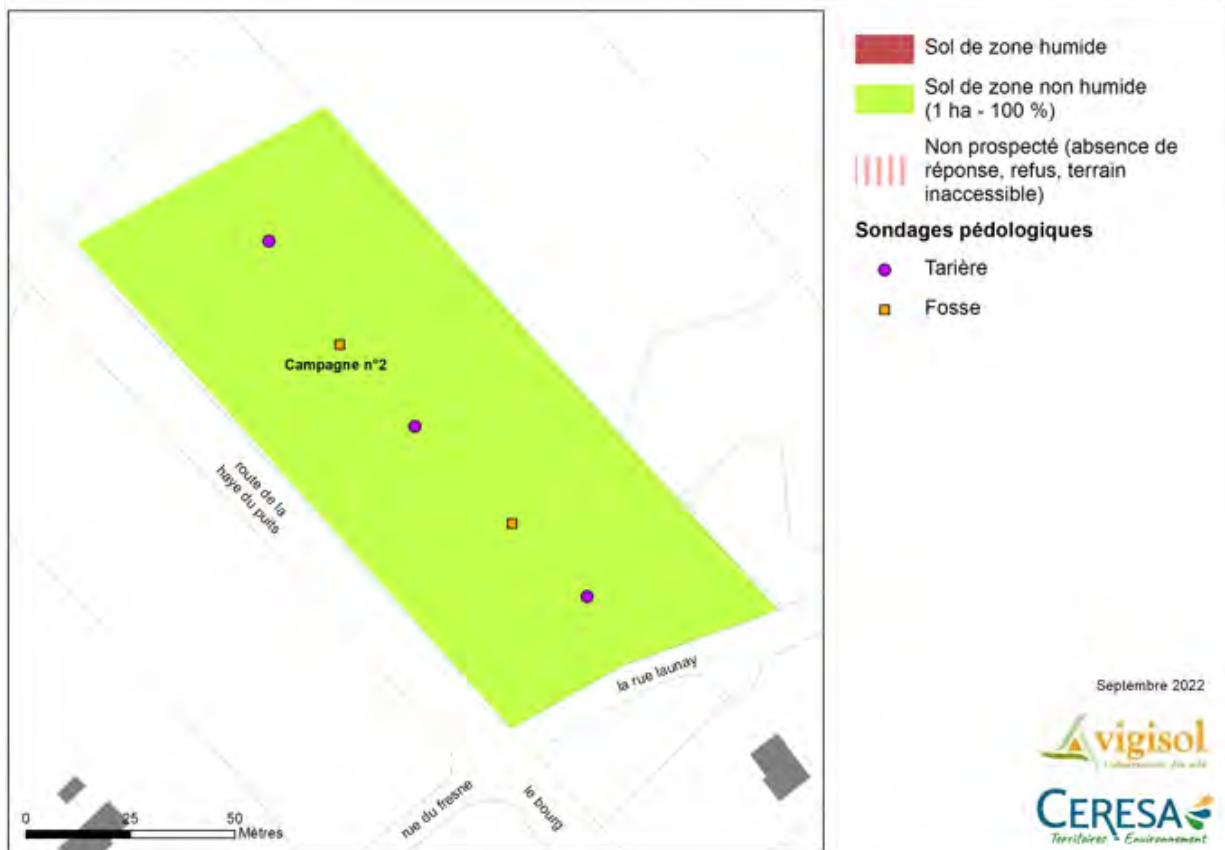 Sol de zone humide
Sol de zone non humide
(1 ha - 100 %)
Non prospecté (absence de
réponse, refus, terrain
inaccessible)
Sondages pédologiques
Tarière
Fosse
Campagne n°2
route de la
haye du puits
la rue launay
rue du fresne
le bourg
0 25 50
Mètres
Septembre 2022
vigisol
CERESA
Territoires & Environnement